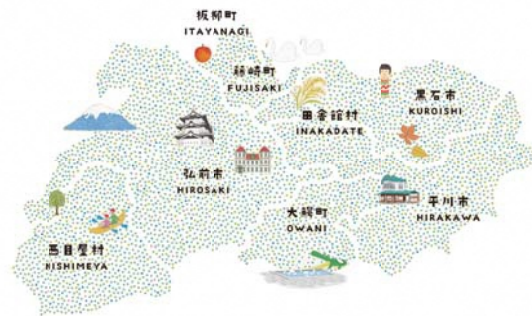 板柳町
ITAYANAGI
藤崎町
FUJISAKI
田舎館村
INAKADATE
黒石市
KUROISHI
弘前市
HIROSAKI
大鰐町
OWANI
平川市
HIRAKAWA
西目屋村
NISHIMEYA